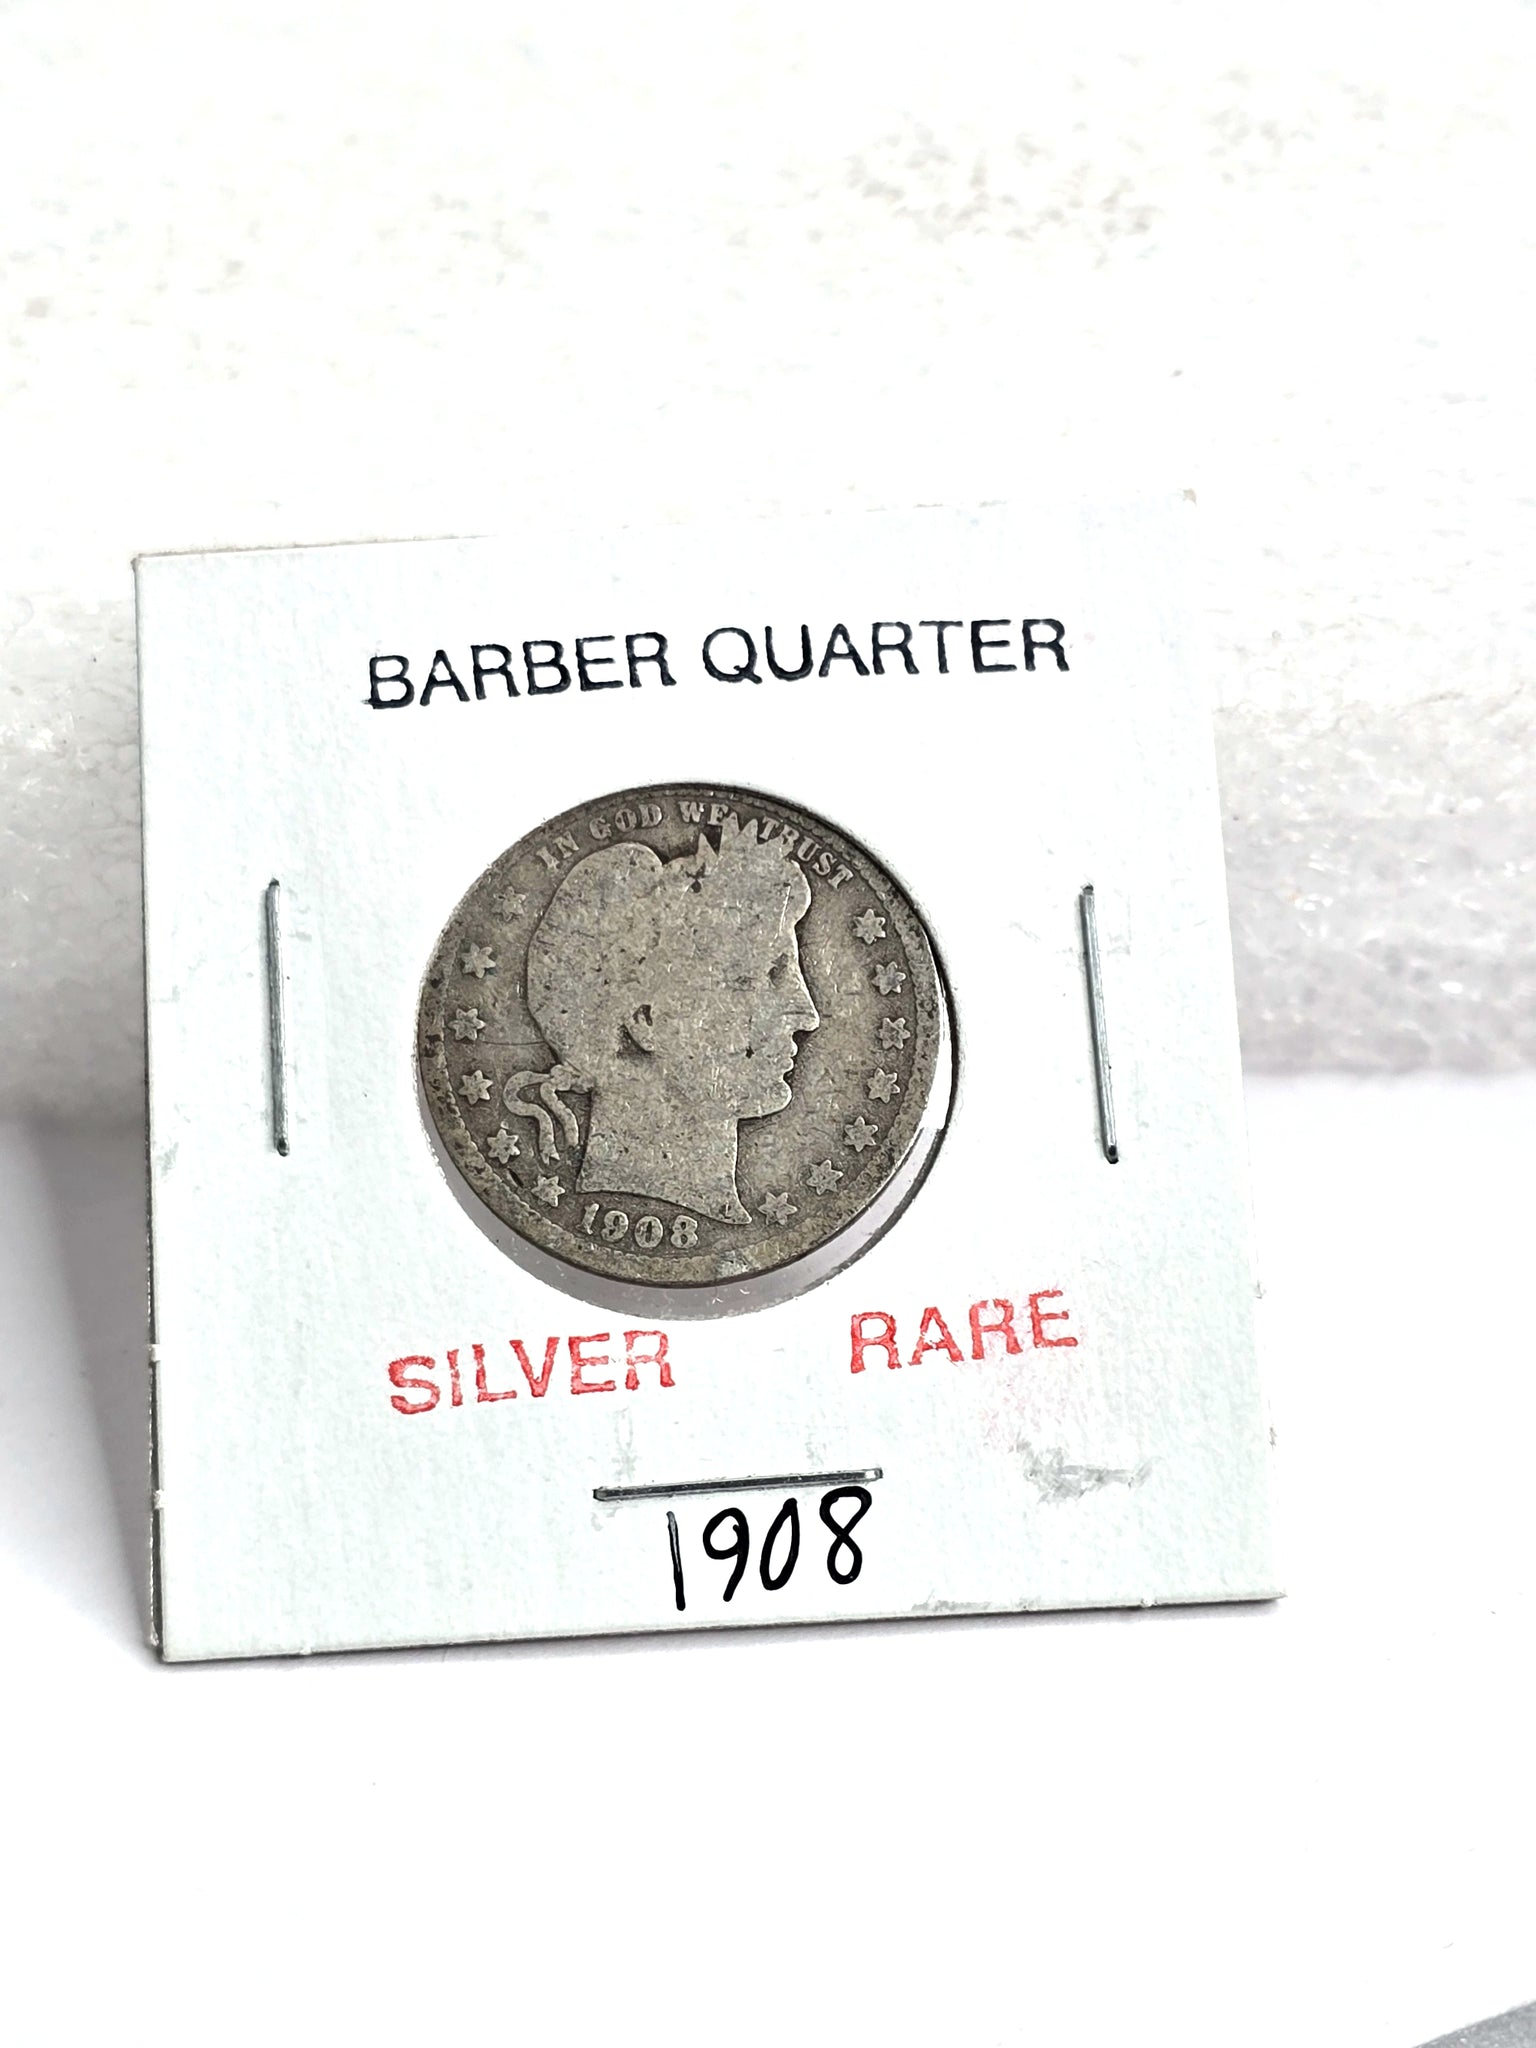 BARBER QUARTER
IN GOD WE TRUST
1908
SILVER RARE
1908